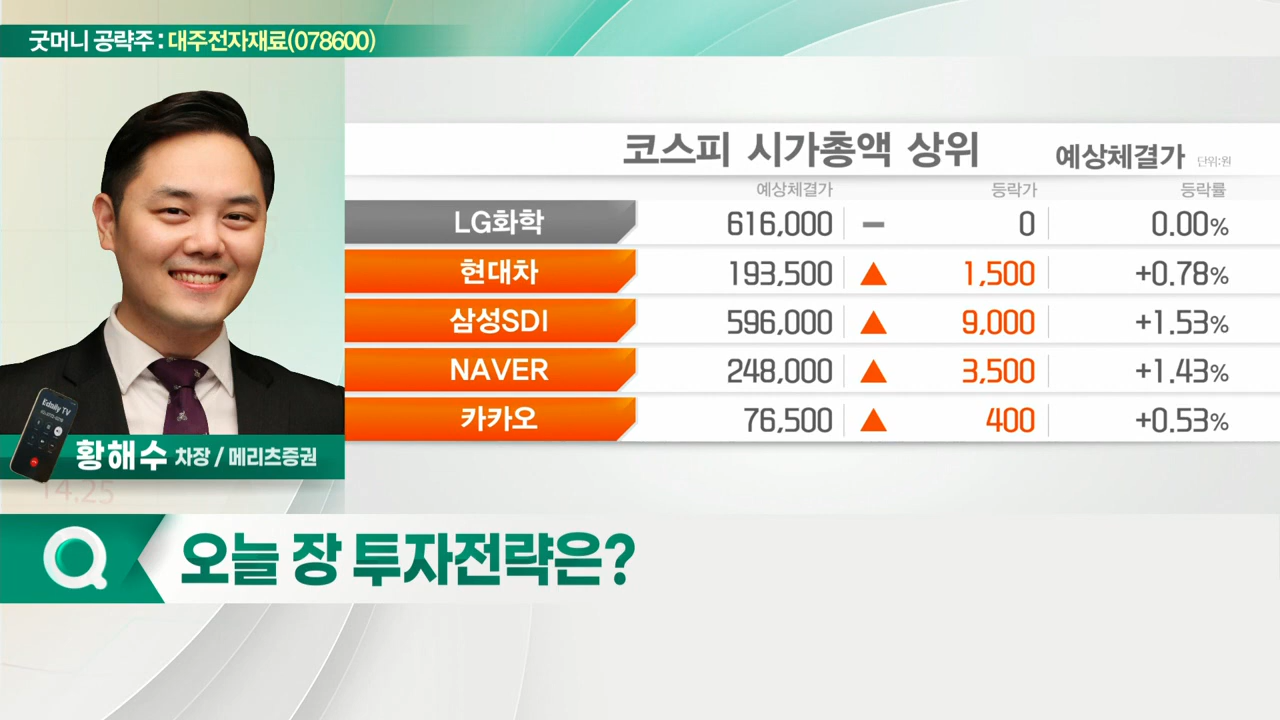 굿머니 공략주 : 대주전자재료(078600)
코스피 시가총액 상위 예상체결가 단위:원
예상체결가 등락가 등락률
LG화학 616,000 – 0 0.00%
현대차 193,500 ▲ 1,500 +0.78%
삼성SDI 596,000 ▲ 9,000 +1.53%
NAVER 248,000 ▲ 3,500 +1.43%
카카오 76,500 ▲ 400 +0.53%
Edaily TV
황해수 차장 / 메리츠증권
14.25
Q 오늘 장 투자전략은?